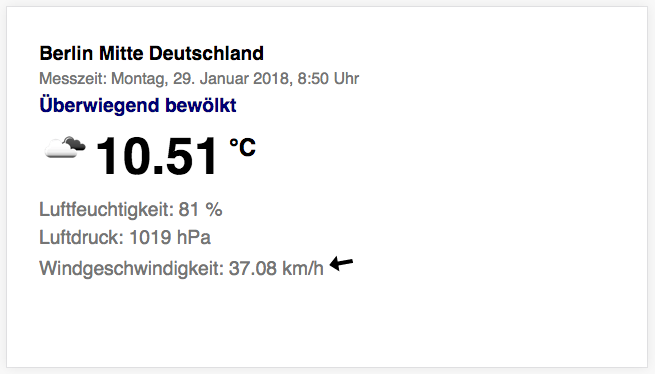 Berlin Mitte Deutschland
Messzeit: Montag, 29. Januar 2018, 8:50 Uhr
Überwiegend bewölkt
10.51 °C
Luftfeuchtigkeit: 81 %
Luftdruck: 1019 hPa
Windgeschwindigkeit: 37.08 km/h